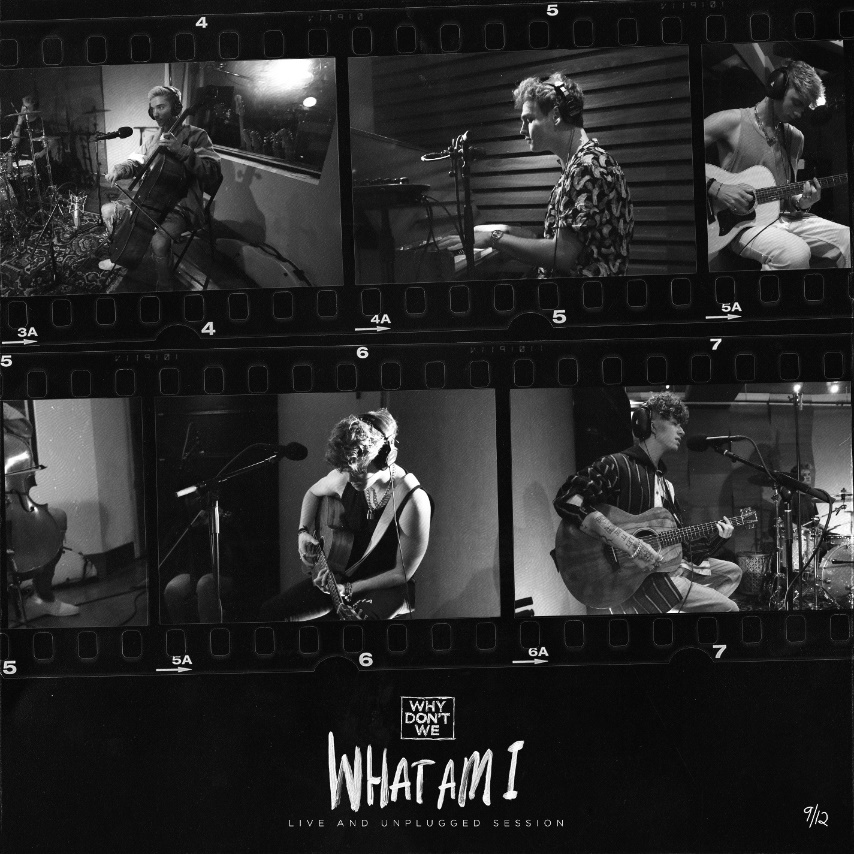 4
5
3A
4
4A
5
5A
5
6
7
5
5A
6
6A
7
WHY
DON'T
WE
WHAT AM I
LIVE AND UNPLUGGED SESSION
9/12